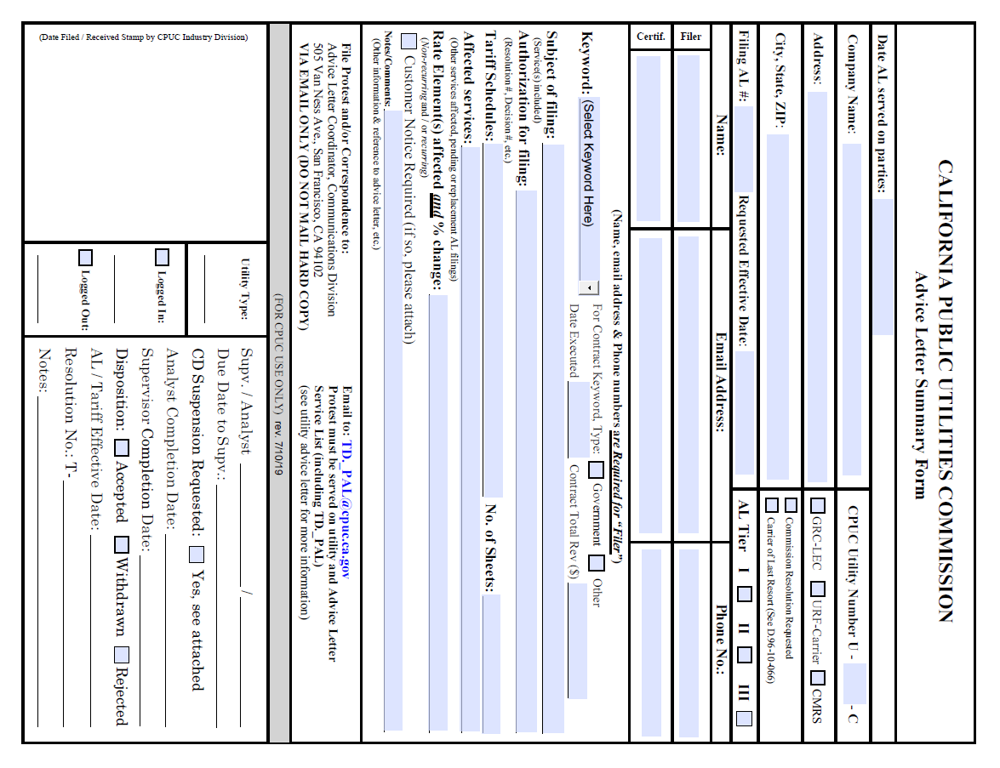 CALIFORNIA PUBLIC UTILITIES COMMISSION
Advice Letter Summary Form
Date AL served on parties:
Company Name: CPUC Utility Number U - - C
Address: GRC-LEC URF-Carrier CMRS
City, State, ZIP: Commission Resolution Requested
Carrier of Last Resort (See D.96-10-066)
Filing AL #: Requested Effective Date: AL Tier I II III
Name: Email Address: Phone No.:
Filer
Certif.
(Name, email address & Phone numbers are Required for “Filer”)
Keyword: (Select Keyword Here) For Contract Keyword, Type: Government Other
Date Executed Contract Total Rev ($)
Subject of filing:
(Service(s) included)
Authorization for filing:
(Resolution #, Decision #, etc.)
Tariff Schedules: No. of Sheets:
Affected services:
(Other services affected, pending or replacement AL filings)
Rate Element(s) affected and % change:
(Non-recurring and / or recurring)
Customer Notice Required (if so, please attach)
Notes/Comments:
(Other information & reference to advice letter, etc.)
File Protest and/or Correspondence to:
Advice Letter Coordinator, Communications Division
505 Van Ness Ave., San Francisco, CA 94102
VIA EMAIL ONLY (DO NOT MAIL HARD COPY)
Email to: TD._PAL@cpuc.ca.gov
Protest must be served on utility and Advice Letter
Service List (including TD._PAL)
(see utility advice letter for more information)
(FOR CPUC USE ONLY) rev. 7/10/19
(Date Filed / Received Stamp by CPUC Industry Division)
Utility Type:
Logged In:
Logged Out:
Supv. / Analyst /
Due Date to Supv.:
CD Suspension Requested: Yes, see attached
Analyst Completion Date:
Supervisor Completion Date:
Disposition: Accepted Withdrawn Rejected
AL / Tariff Effective Date:
Resolution No.: T-
Notes: